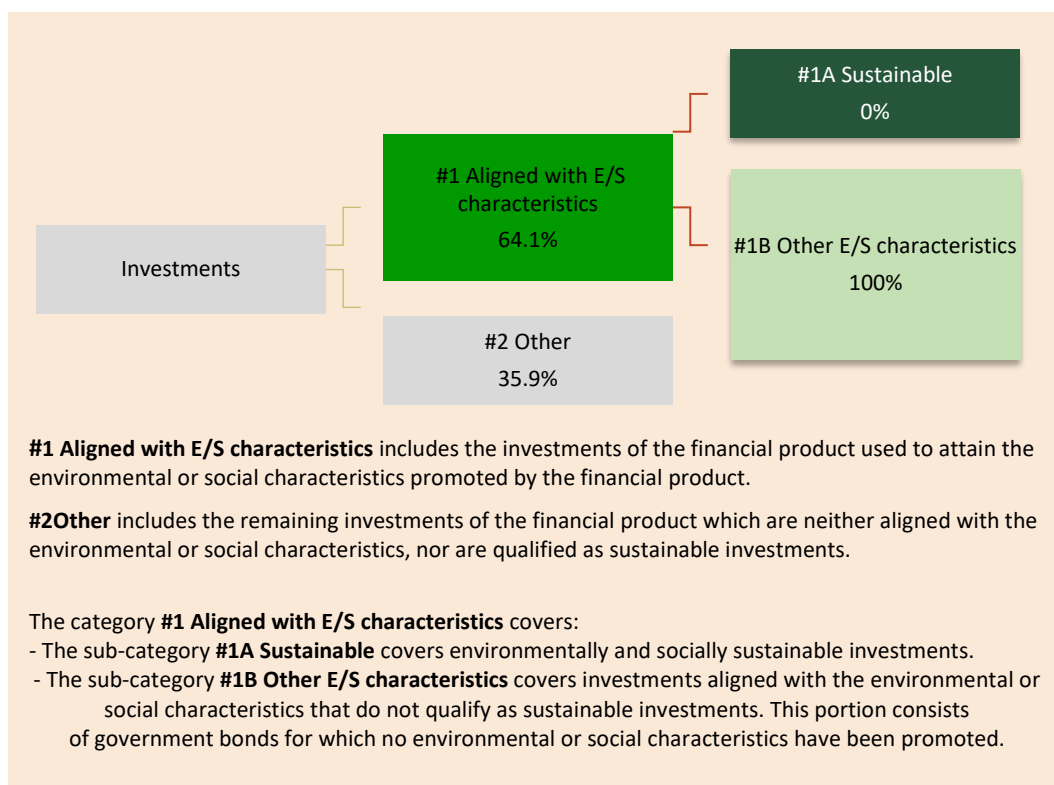 #1A Sustainable
0%
#1 Aligned with E/S
characteristics
64.1%
#1B Other E/S characteristics
100%
Investments
#2 Other
35.9%
#1 Aligned with E/S characteristics includes the investments of the financial product used to attain the
environmental or social characteristics promoted by the financial product.
#2Other includes the remaining investments of the financial product which are neither aligned with the
environmental or social characteristics, nor are qualified as sustainable investments.
The category #1 Aligned with E/S characteristics covers:
- The sub-category #1A Sustainable covers environmentally and socially sustainable investments.
- The sub-category #1B Other E/S characteristics covers investments aligned with the environmental or
social characteristics that do not qualify as sustainable investments. This portion consists
of government bonds for which no environmental or social characteristics have been promoted.